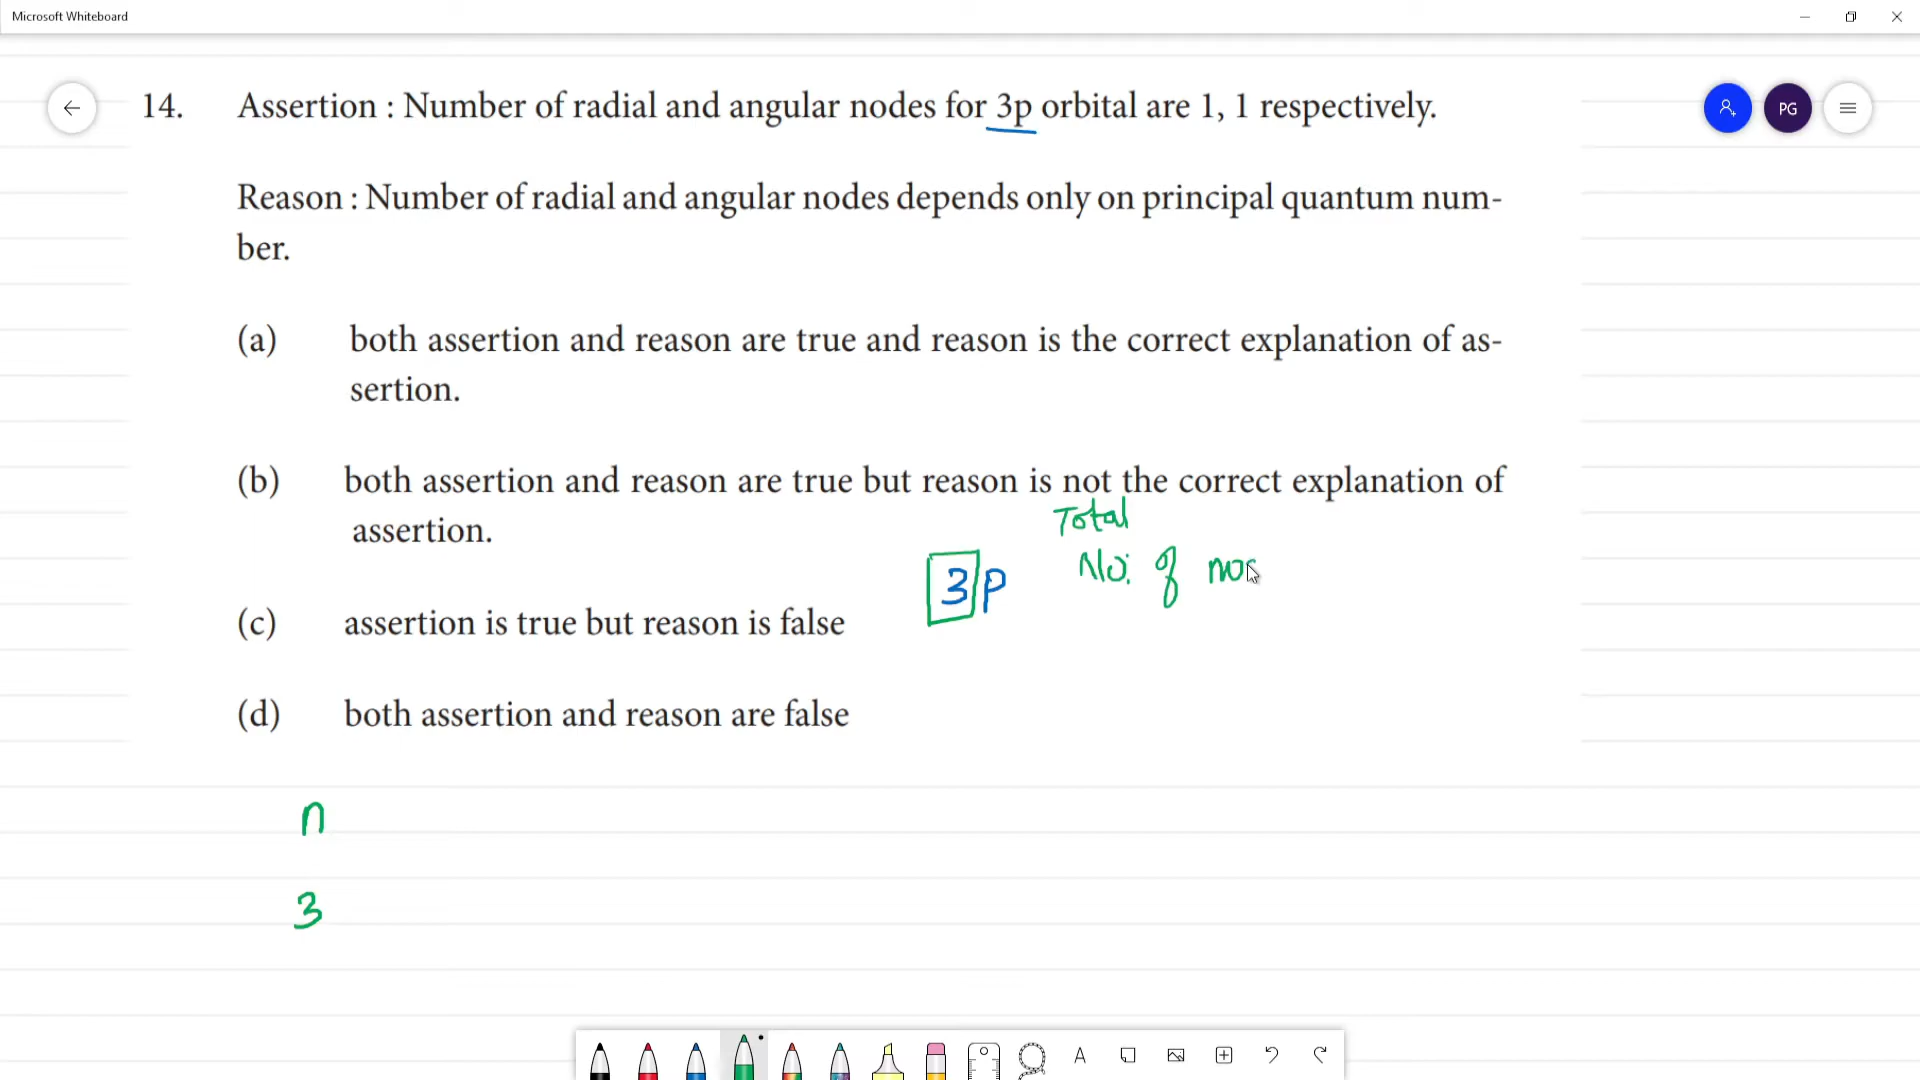 Microsoft Whiteboard
14. Assertion : Number of radial and angular nodes for 3p orbital are 1, 1 respectively.
PG
Reason : Number of radial and angular nodes depends only on principal quantum num-
ber.
(a) both assertion and reason are true and reason is the correct explanation of as-
sertion.
(b) both assertion and reason are true but reason is not the correct explanation of
assertion.
Total
3p No. of
(c) assertion is true but reason is false
(d) both assertion and reason are false
n
3
A